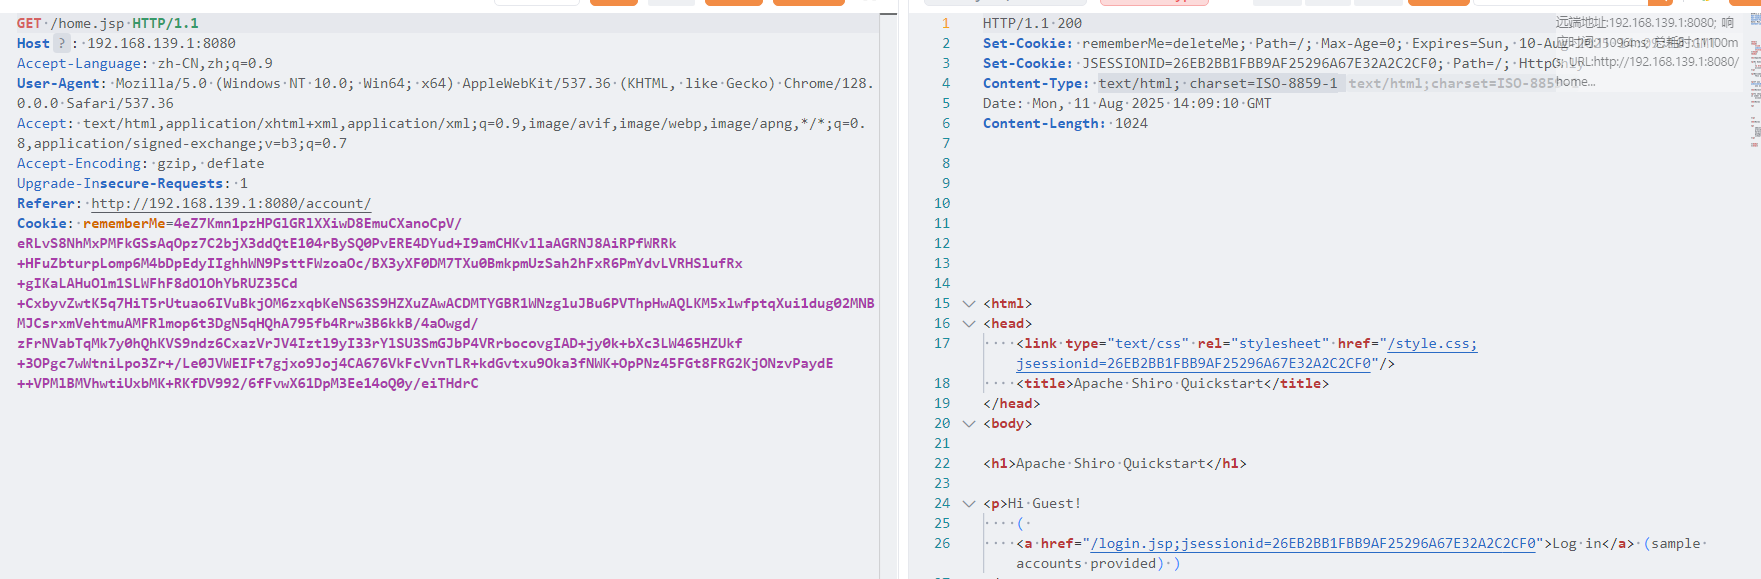 GET /home.jsp HTTP/1.1
Host ? : 192.168.139.1:8080
Accept-Language: zh-CN,zh;q=0.9
User-Agent: Mozilla/5.0 (Windows NT 10.0; Win64; x64) AppleWebKit/537.36 (KHTML, like Gecko) Chrome/128.
0.0.0 Safari/537.36
Accept: text/html,application/xhtml+xml,application/xml;q=0.9,image/avif,image/webp,image/apng,*/*;q=0.
8,application/signed-exchange;v=b3;q=0.7
Accept-Encoding: gzip, deflate
Upgrade-Insecure-Requests: 1
Referer: http://192.168.139.1:8080/account/
Cookie: rememberMe=4eZ7Kmn1pzHPGlGRlXXiwD8EmuCXanoCpV/
eRLvS8NhMxPMFkGSsAqOpz7C2bjX3ddQtE104rBySQ0PvERE4DYud+I9amCHKv1laAGRNJ8AiRPfWRRk
+HFuZbturpLomp6M4bDpEdyIIghhWN9PsttFWzoaOc/BX3yXF0DM7TXu0BmkpmUzSah2hFxR6PmYdvLVRHSlufRx
+gIKaLAHuOlm1SLWFhF8dO1OhYbRUZ35Cd
+CxbyvZwtK5q7HiT5rUtuao6IVuBkjOM6zxqbKeNS63S9HZXuZAwACDMTYGBR1WNzgluJBu6PVThpHwAQLKM5xlwfptqXui1dug02MNB
MJCsrxmVehtmuAMFRlmop6t3DgN5qHQhA795fb4Rrw3B6kkB/4aOwgd/
zFrNVabTqMk7y0hQhKVS9ndz6CxazVrJV4Iztl9yI33rYlSU3SmGJbP4VRrbocovgIAD+jy0k+bXc3LW465HZUkf
+3OPgc7wWtniLpo3Zr+/Le0JVWEIFt7gjxo9Joj4CA676VkFcVvnTLR+kdGvtxu9Oka3fNWK+OpPNz45FGt8FRG2KjONzvPaydE
++VPMlBMVhwtiUxbMK+RKfDV992/6fFvwX61DpM3Ee14oQ0y/eiTHdrC
1 HTTP/1.1 200
远端地址:192.168.139.1:8080; 响
2 Set-Cookie: rememberMe=deleteMe; Path=/; Max-Age=0; Expires=Sun, 10-Aug-2025
应时间:11096ms; 总耗时:11100m
3 Set-Cookie: JSESSIONID=26EB2BB1FBB9AF25296A67E32A2C2CF0; Path=/; HttpOnly
s; URL:http://192.168.139.1:8080/
4 Content-Type: text/html; charset=ISO-8859-1 text/html;charset=ISO-885
home...
5 Date: Mon, 11 Aug 2025 14:09:10 GMT
6 Content-Length: 1024
7
8
9
10
11
12
13
14
15 <html>
16 <head>
17 <link type="text/css" rel="stylesheet" href="/style.css;
jsessionid=26EB2BB1FBB9AF25296A67E32A2C2CF0"/>
18 <title>Apache Shiro Quickstart</title>
19 </head>
20 <body>
21
22 <h1>Apache Shiro Quickstart</h1>
23
24 <p>Hi Guest!
25 (
26 <a href="/login.jsp;jsessionid=26EB2BB1FBB9AF25296A67E32A2C2CF0">Log in</a> (sample
accounts provided) )